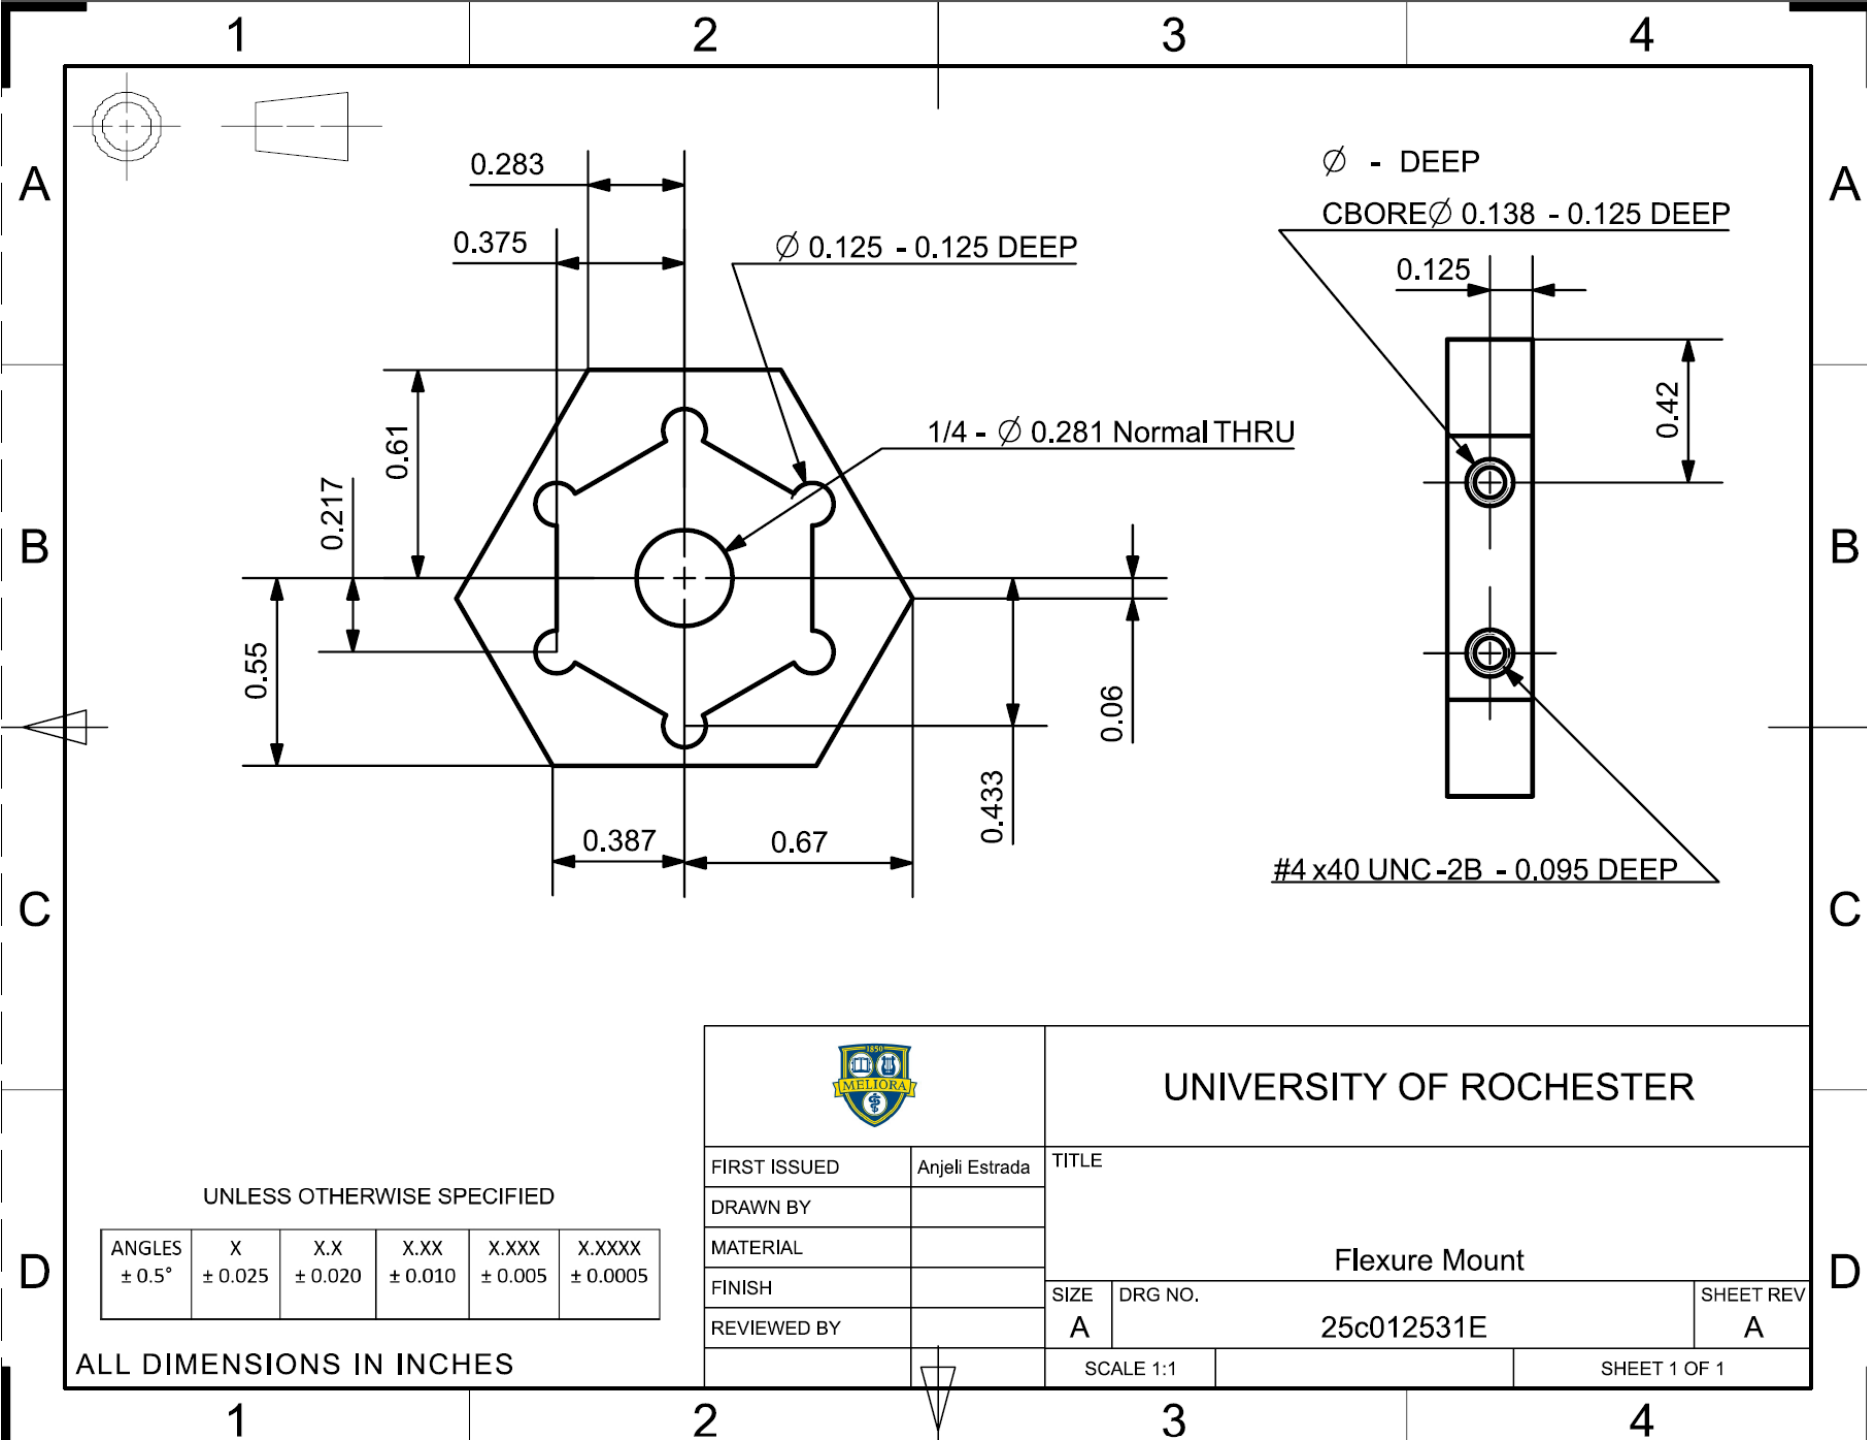 1 2 3 4
A A
B B
C C
D D
1 2 3 4
0.283
0.375
Ø 0.125 - 0.125 DEEP
1/4 - Ø 0.281 Normal THRU
0.61
0.217
0.55
0.387
0.67
0.433
0.06
Ø - DEEP
CBOREØ 0.138 - 0.125 DEEP
0.125
0.42
#4 x40 UNC-2B - 0.095 DEEP
1850
MELIORA
UNIVERSITY OF ROCHESTER
FIRST ISSUED Anjeli Estrada
DRAWN BY
MATERIAL
FINISH
REVIEWED BY
TITLE
Flexure Mount
SIZE
A
DRG NO.
25c012531E
SHEET REV
A
SCALE 1:1
SHEET 1 OF 1
UNLESS OTHERWISE SPECIFIED
ANGLES X X.X X.XX X.XXX X.XXXX
± 0.5° ± 0.025 ± 0.020 ± 0.010 ± 0.005 ± 0.0005
ALL DIMENSIONS IN INCHES